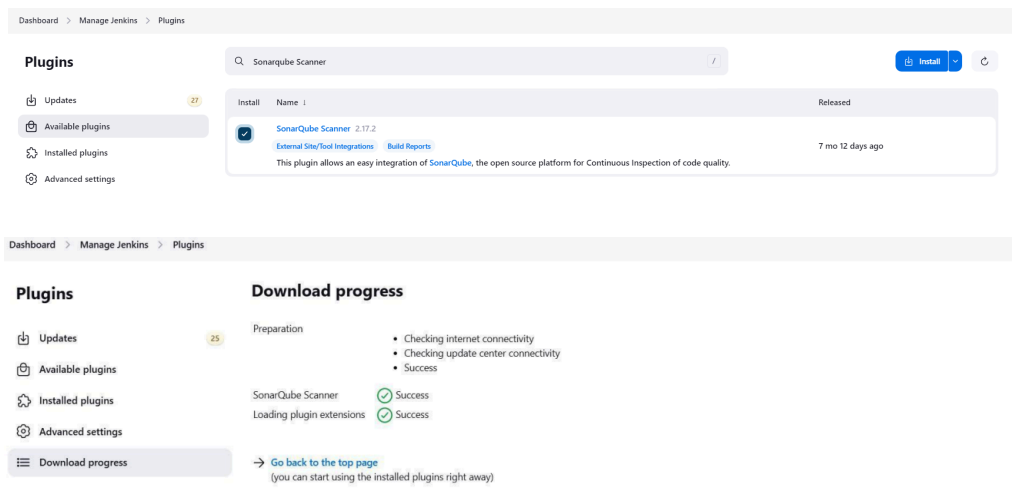 Dashboard > Manage Jenkins > Plugins
Plugins
Sonarqube Scanner /
Install
Updates 27
Available plugins
Installed plugins
Advanced settings
Install Name ↓ Released
SonarQube Scanner 2.17.2
External Site/Tool Integrations Build Reports
7 mo 12 days ago
This plugin allows an easy integration of SonarQube, the open source platform for Continuous Inspection of code quality.
Dashboard > Manage Jenkins > Plugins
Plugins
Updates 25
Available plugins
Installed plugins
Advanced settings
Download progress
Download progress
Preparation
• Checking internet connectivity
• Checking update center connectivity
• Success
SonarQube Scanner Success
Loading plugin extensions Success
→ Go back to the top page
(you can start using the installed plugins right away)